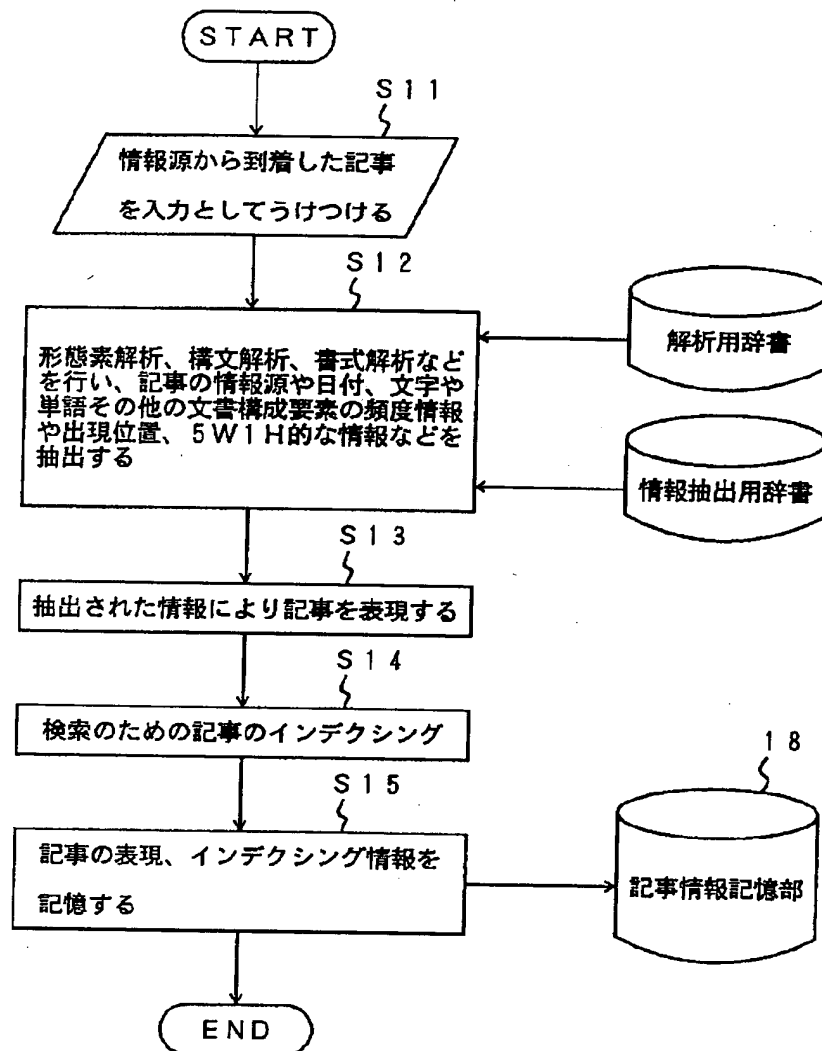 START
S11
情報源から到着した記事
を入力としてうけつける
S12
形態素解析、構文解析、書式解析など
を行い、記事の情報源や日付、文字や
単語その他の文書構成要素の頻度情報
や出現位置、5W1H的な情報などを
抽出する
解析用辞書
情報抽出用辞書
S13
抽出された情報により記事を表現する
S14
検索のための記事のインデクシング
S15
記事の表現、インデクシング情報を
記憶する
18
記事情報記憶部
END